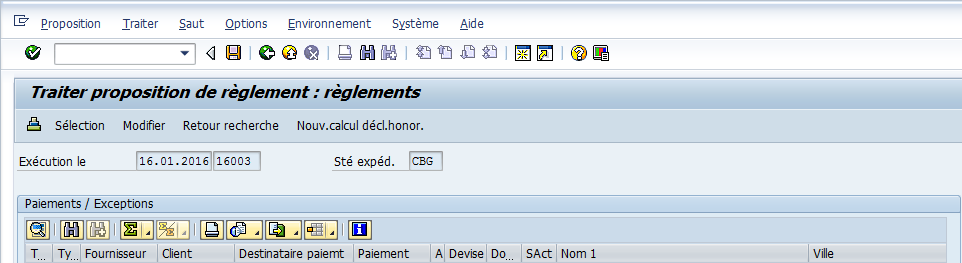 Proposition Traiter Saut Options Environnement Système Aide
Traiter proposition de règlement : règlements
Sélection Modifier Retour recherche Nouv.calcul décl.honor.
Exécution le 16.01.2016 16003 Sté expéd. CBG
Paiements / Exceptions
T... Ty... Fournisseur Client Destinataire paiemt Paiement A Devise Do... SAct Nom 1 Ville